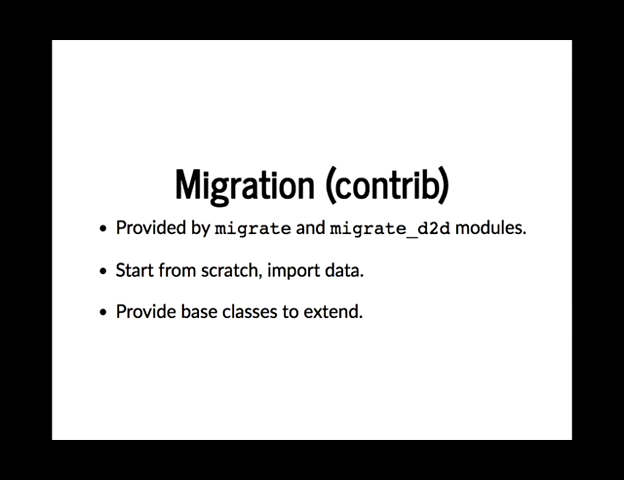 Migration (contrib)
• Provided by migrate and migrate_d2d modules.
• Start from scratch, import data.
• Provide base classes to extend.